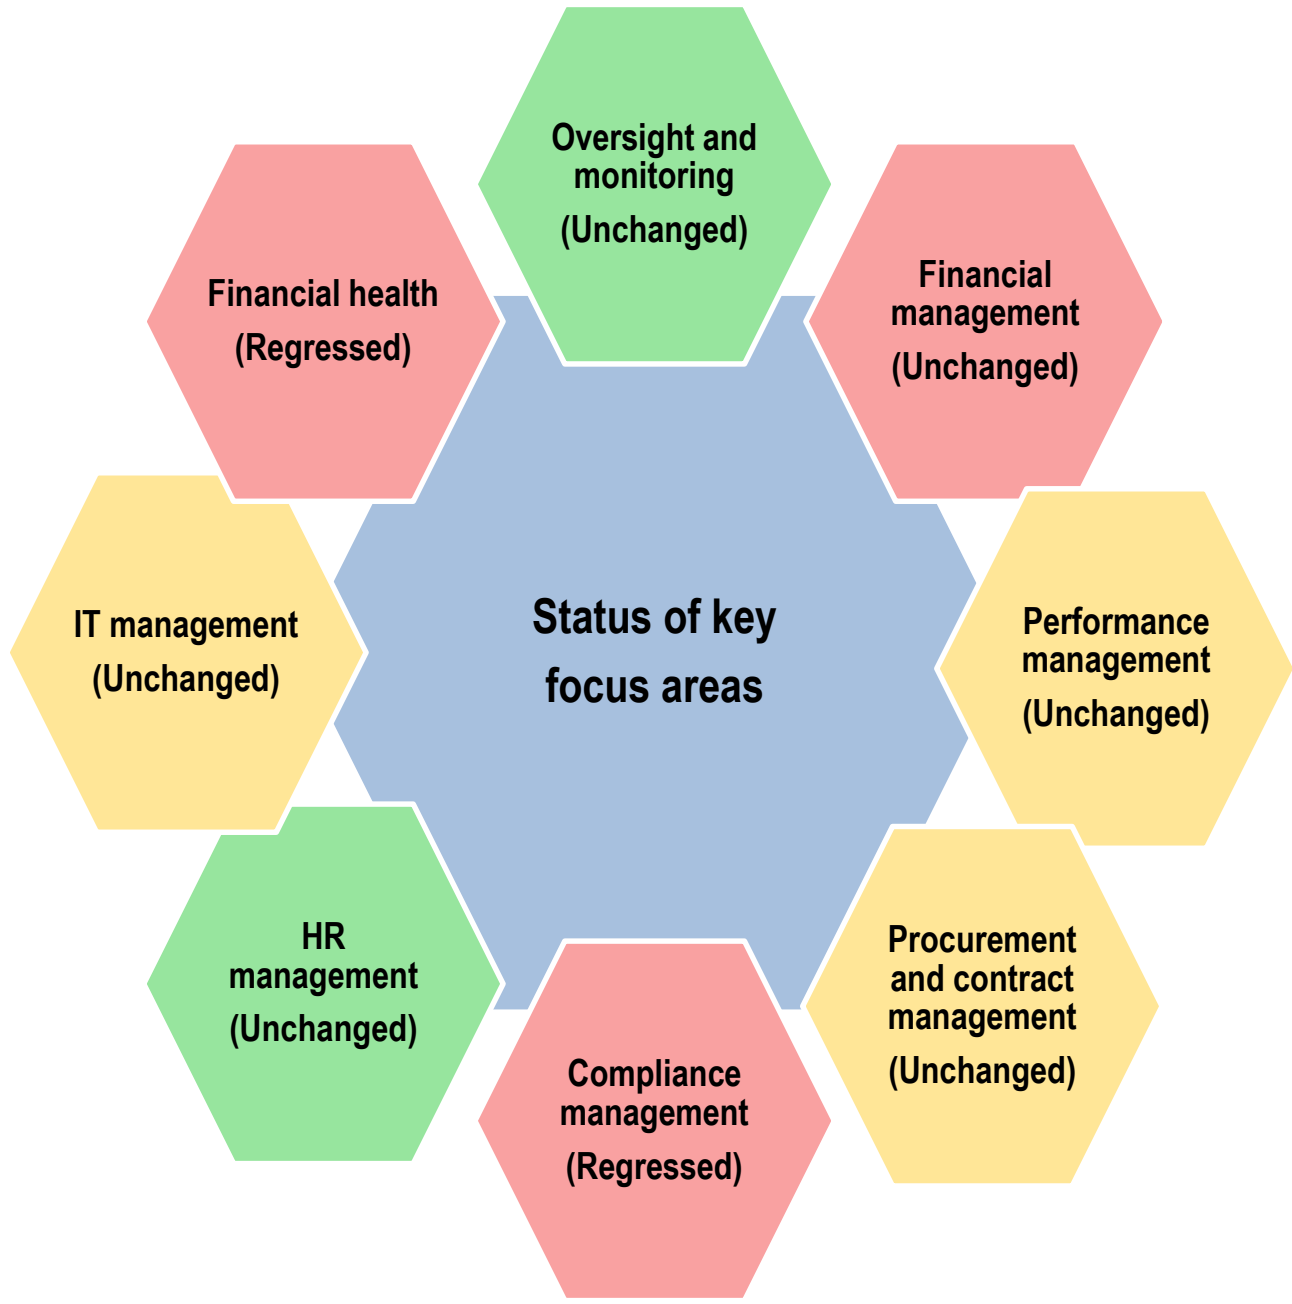 Oversight and
monitoring
(Unchanged)
Financial
management
(Unchanged)
Performance
management
(Unchanged)
Procurement
and contract
management
(Unchanged)
Compliance
management
(Regressed)
HR
management
(Unchanged)
IT management
(Unchanged)
Financial health
(Regressed)
Status of key
focus areas